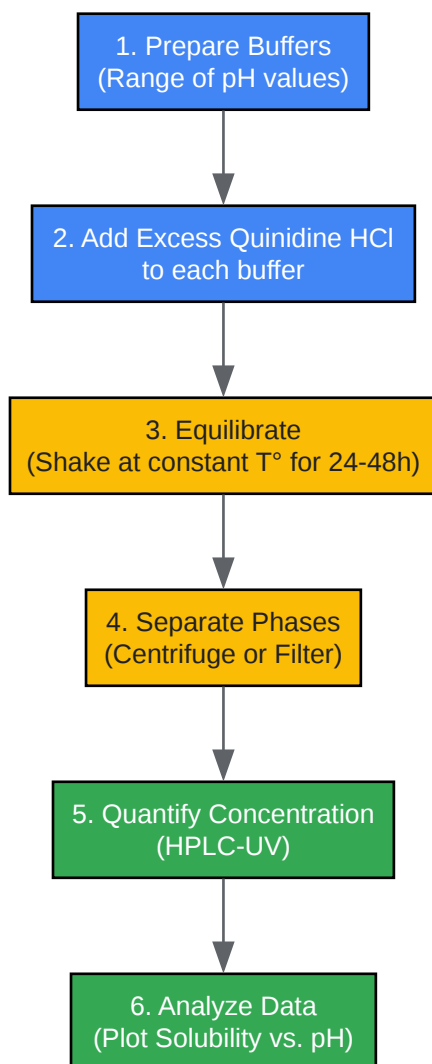 1. Prepare Buffers
(Range of pH values)
2. Add Excess Quinidine HCl
to each buffer
3. Equilibrate
(Shake at constant T° for 24-48h)
4. Separate Phases
(Centrifuge or Filter)
5. Quantify Concentration
(HPLC-UV)
6. Analyze Data
(Plot Solubility vs. pH)